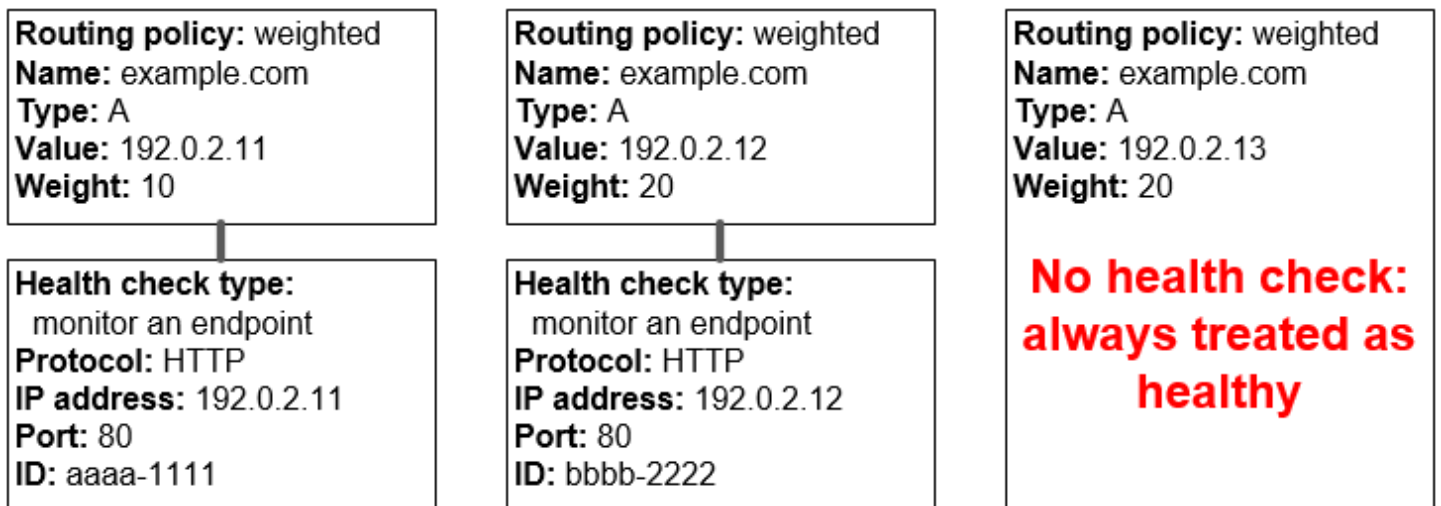 Routing policy: weighted
Name: example.com
Type: A
Value: 192.0.2.11
Weight: 10
Health check type:
monitor an endpoint
Protocol: HTTP
IP address: 192.0.2.11
Port: 80
ID: aaaa-1111
Routing policy: weighted
Name: example.com
Type: A
Value: 192.0.2.12
Weight: 20
Health check type:
monitor an endpoint
Protocol: HTTP
IP address: 192.0.2.12
Port: 80
ID: bbbb-2222
Routing policy: weighted
Name: example.com
Type: A
Value: 192.0.2.13
Weight: 20
No health check:
always treated as
healthy